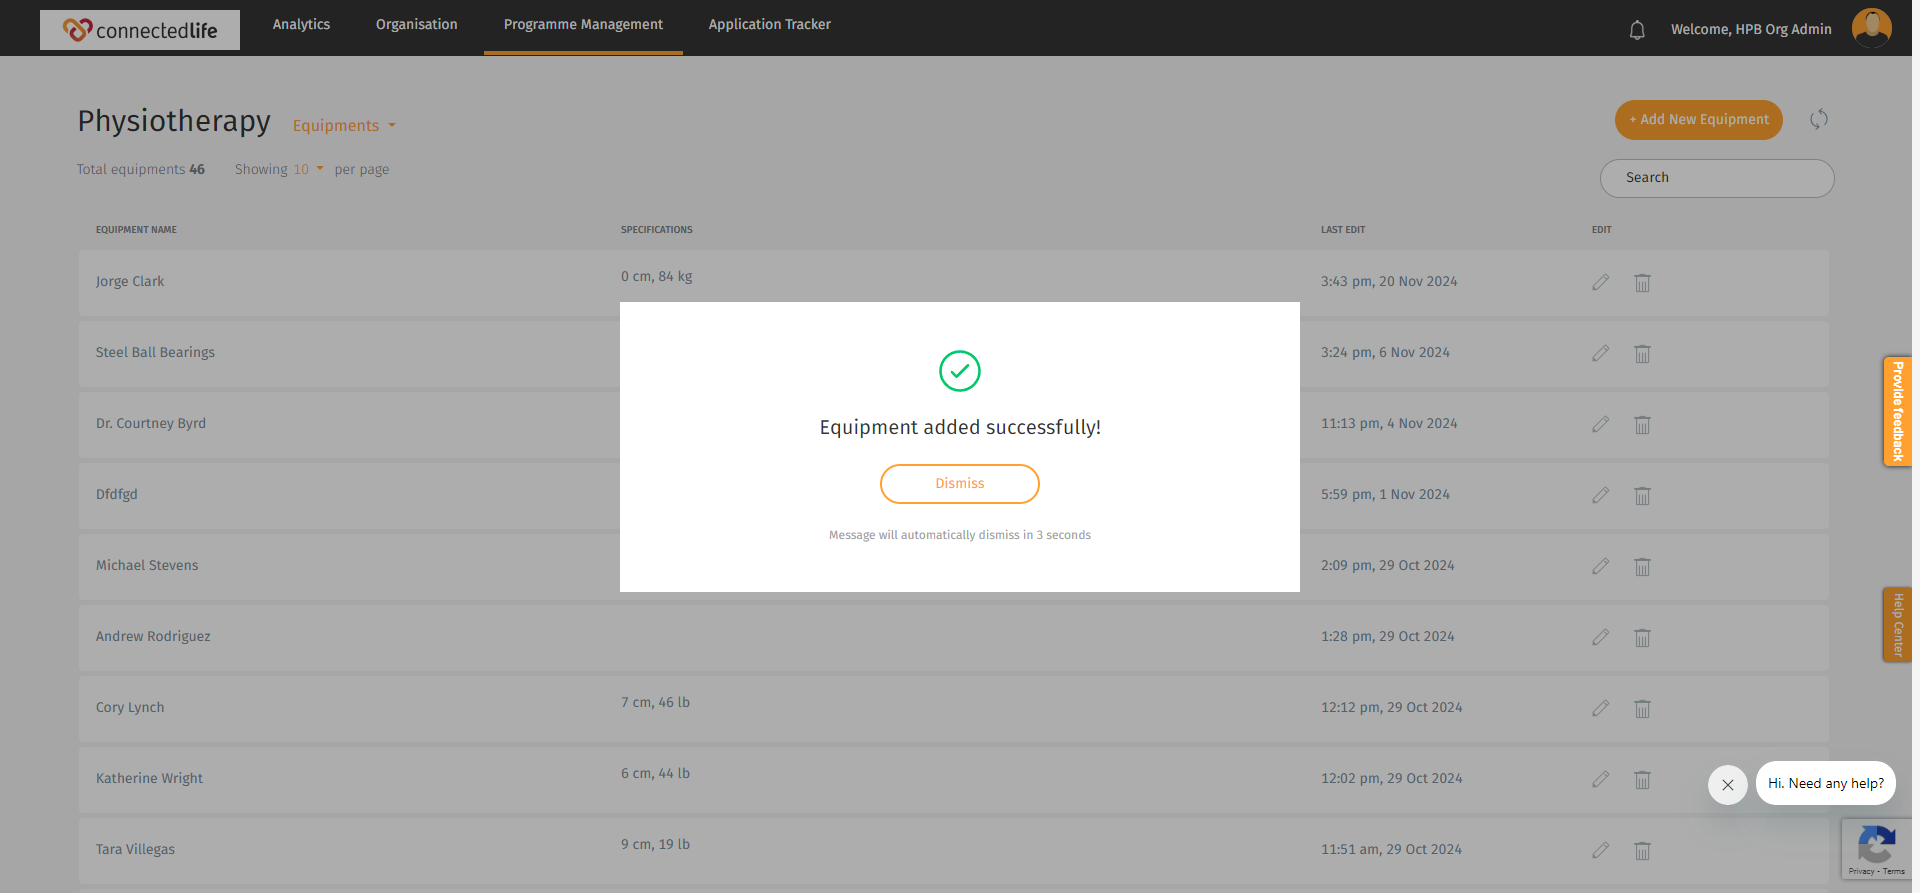 connectedlife
Analytics
Organisation
Programme Management
Application Tracker
Welcome, HPB Org Admin
Physiotherapy
Equipments
+ Add New Equipment
Total equipments 46
Showing 10 per page
Search
EQUIPMENT NAME
SPECIFICATIONS
LAST EDIT
EDIT
Jorge Clark
0 cm, 84 kg
3:43 pm, 20 Nov 2024
Steel Ball Bearings
3:24 pm, 6 Nov 2024
Dr. Courtney Byrd
11:13 pm, 4 Nov 2024
Dfdfgd
5:59 pm, 1 Nov 2024
Michael Stevens
2:09 pm, 29 Oct 2024
Andrew Rodriguez
1:28 pm, 29 Oct 2024
Cory Lynch
7 cm, 46 lb
12:12 pm, 29 Oct 2024
Katherine Wright
6 cm, 44 lb
12:02 pm, 29 Oct 2024
Tara Villegas
9 cm, 19 lb
11:51 am, 29 Oct 2024
Equipment added successfully!
Dismiss
Message will automatically dismiss in 3 seconds
Provide feedback
Help Center
Hi. Need any help?
Privacy - Terms